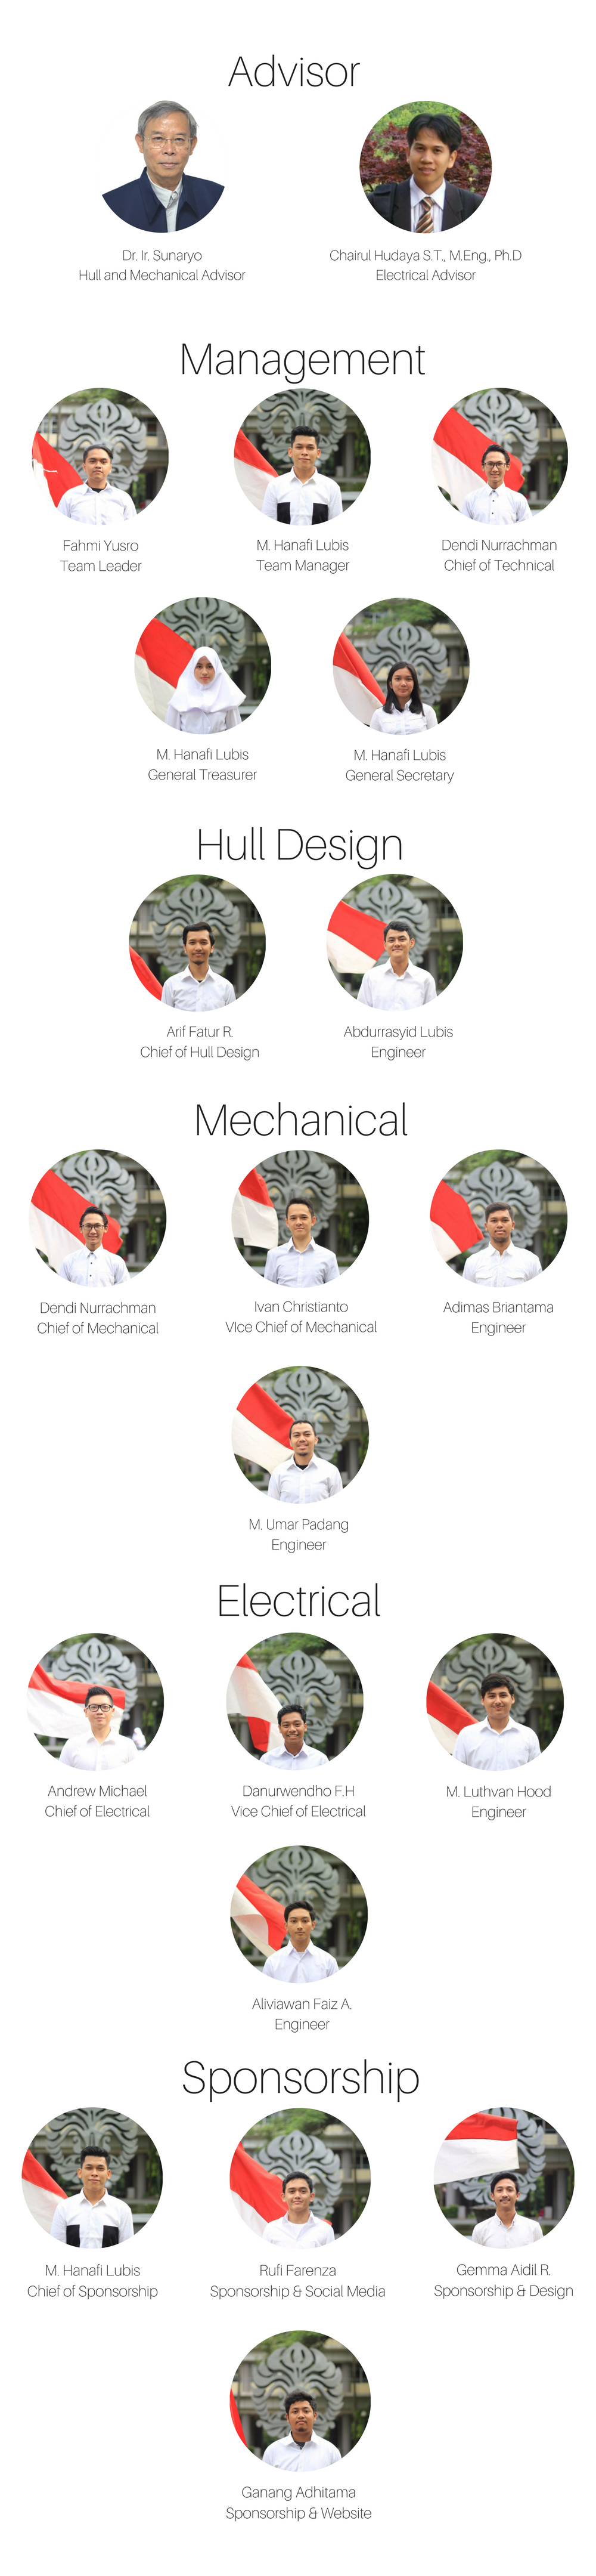 Advisor
Dr. Ir. Sunaryo
Hull and Mechanical Advisor
Chairul Hudaya S.T., M.Eng., Ph.D
Electrical Advisor
Management
Fahmi Yusro
Team Leader
M. Hanafi Lubis
Team Manager
Dendi Nurrachman
Chief of Technical
M. Hanafi Lubis
General Treasurer
M. Hanafi Lubis
General Secretary
Hull Design
Arif Fatur R.
Chief of Hull Design
Abdurrasyid Lubis
Engineer
Mechanical
Dendi Nurrachman
Chief of Mechanical
Ivan Christianto
VIce Chief of Mechanical
Adimas Briantama
Engineer
M. Umar Padang
Engineer
Electrical
Andrew Michael
Chief of Electrical
Danurwendho F.H
Vice Chief of Electrical
M. Luthvan Hood
Engineer
Aliviawan Faiz A.
Engineer
Sponsorship
M. Hanafi Lubis
Chief of Sponsorship
Rufi Farenza
Sponsorship & Social Media
Gemma Aidil R.
Sponsorship & Design
Ganang Adhitama
Sponsorship & Website